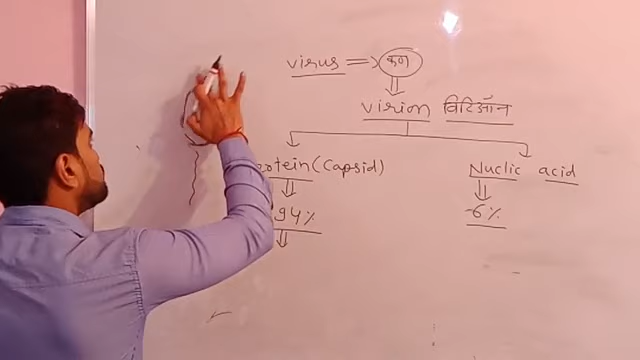 virus ⇒ कण
Virion विरिऑन
rotein (Capsid) Nuclic acid
94% 6%